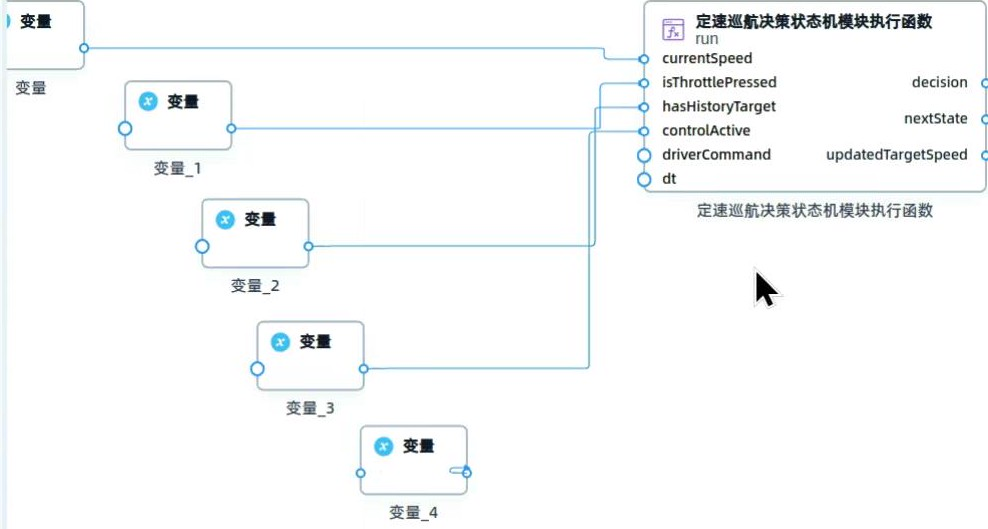 变量
变量
变量
变量_1
变量
变量_2
变量
变量_3
变量
变量_4
定速巡航决策状态机模块执行函数
run
currentSpeed
isThrottlePressed
decision
hasHistoryTarget
nextState
controlActive
driverCommand
updatedTargetSpeed
dt
定速巡航决策状态机模块执行函数